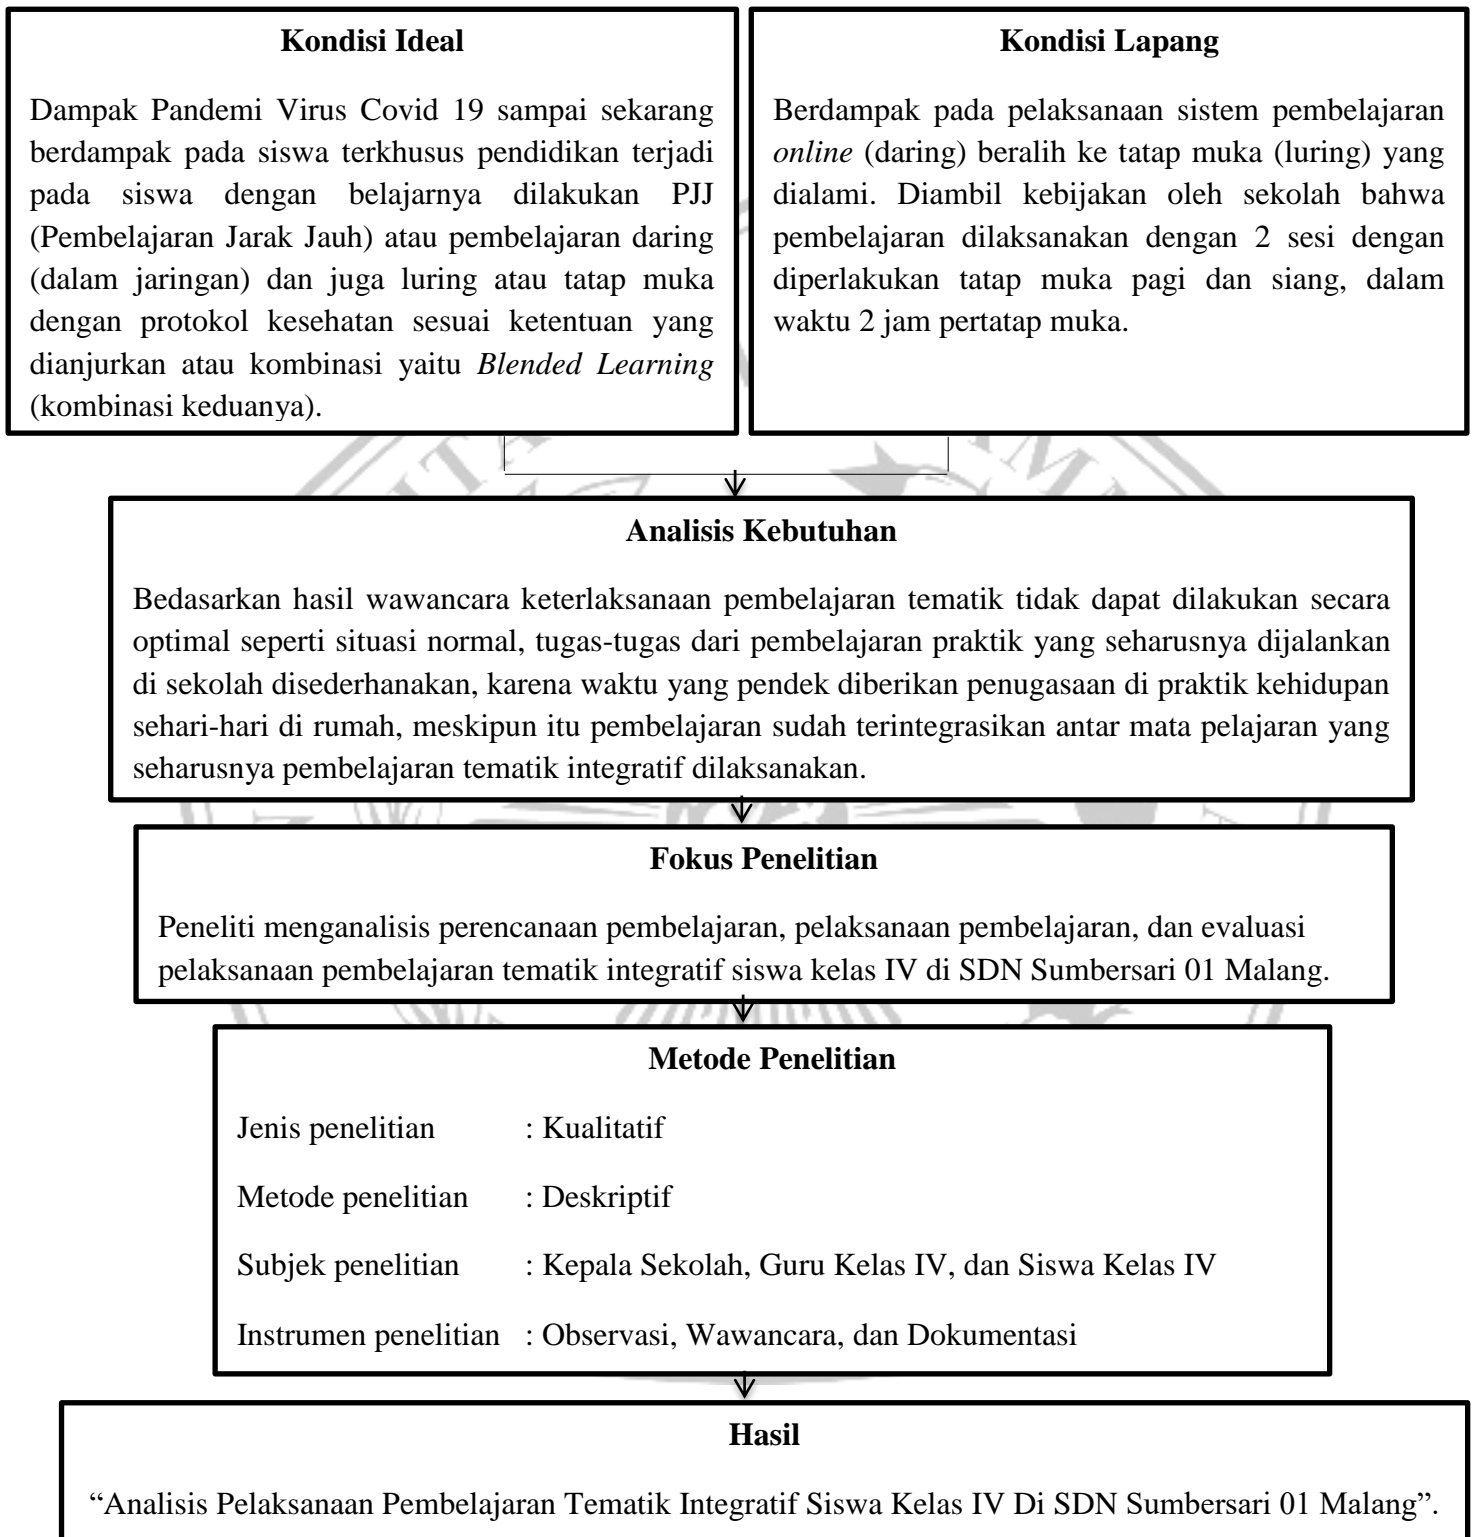 Kondisi Ideal
Dampak Pandemi Virus Covid 19 sampai sekarang
berdampak pada siswa terkhusus pendidikan terjadi
pada siswa dengan belajarnya dilakukan PJJ
(Pembelajaran Jarak Jauh) atau pembelajaran daring
(dalam jaringan) dan juga luring atau tatap muka
dengan protokol kesehatan sesuai ketentuan yang
dianjurkan atau kombinasi yaitu Blended Learning
(kombinasi keduanya).
Kondisi Lapang
Berdampak pada pelaksanaan sistem pembelajaran
online (daring) beralih ke tatap muka (luring) yang
dialami. Diambil kebijakan oleh sekolah bahwa
pembelajaran dilaksanakan dengan 2 sesi dengan
diperlakukan tatap muka pagi dan siang, dalam
waktu 2 jam pertatap muka.
Analisis Kebutuhan
Bedasarkan hasil wawancara keterlaksanaan pembelajaran tematik tidak dapat dilakukan secara
optimal seperti situasi normal, tugas-tugas dari pembelajaran praktik yang seharusnya dijalankan
di sekolah disederhanakan, karena waktu yang pendek diberikan penugasaan di praktik kehidupan
sehari-hari di rumah, meskipun itu pembelajaran sudah terintegrasikan antar mata pelajaran yang
seharusnya pembelajaran tematik integratif dilaksanakan.
Fokus Penelitian
Peneliti menganalisis perencanaan pembelajaran, pelaksanaan pembelajaran, dan evaluasi
pelaksanaan pembelajaran tematik integratif siswa kelas IV di SDN Sumbersari 01 Malang.
Metode Penelitian
Jenis penelitian : Kualitatif
Metode penelitian : Deskriptif
Subjek penelitian : Kepala Sekolah, Guru Kelas IV, dan Siswa Kelas IV
Instrumen penelitian : Observasi, Wawancara, dan Dokumentasi
Hasil
“Analisis Pelaksanaan Pembelajaran Tematik Integratif Siswa Kelas IV Di SDN Sumbersari 01 Malang”.